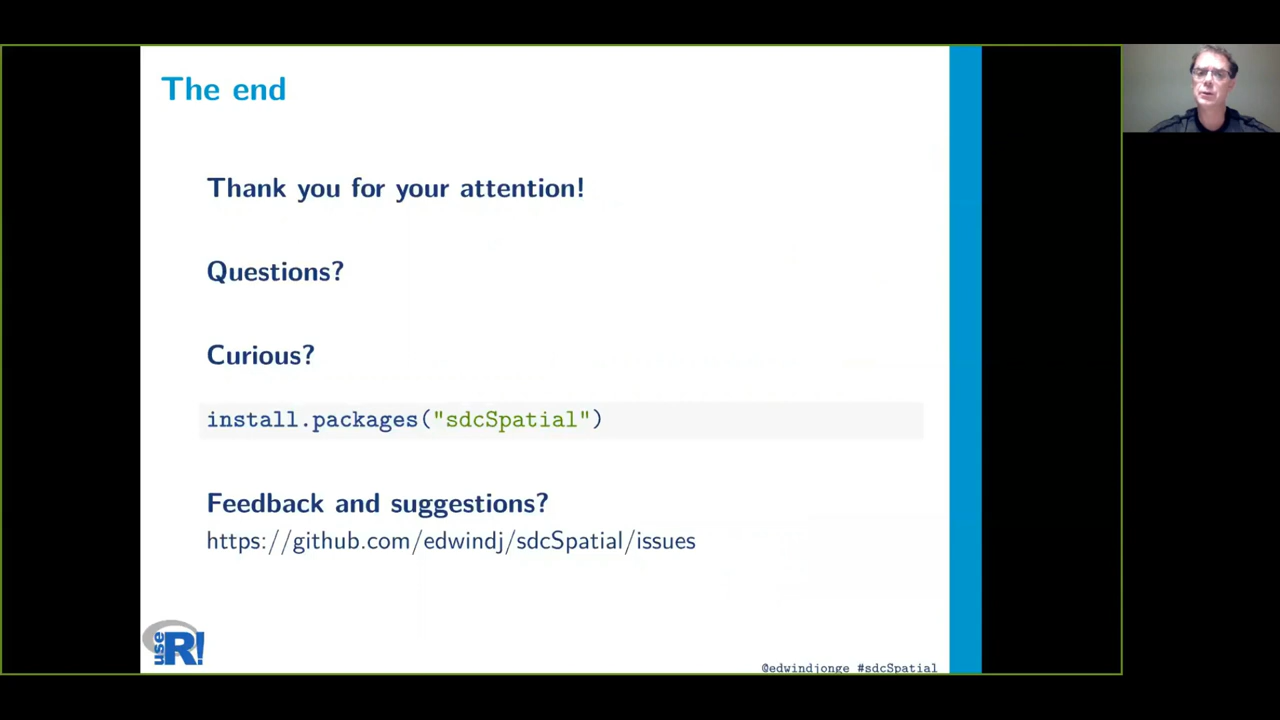 The end
Thank you for your attention!
Questions?
Curious?
install.packages("sdcSpatial")
Feedback and suggestions?
https://github.com/edwindj/sdcSpatial/issues
use R!
@edwindjonge #sdcSpatial